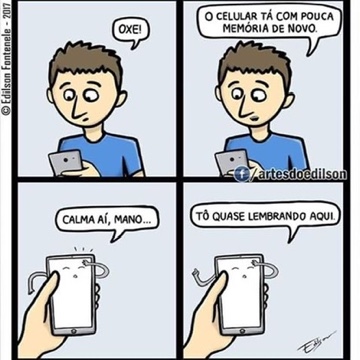 © Edilson Fontenele - 2017
OXE!
O CELULAR TÁ COM POUCA
MEMÓRIA DE NOVO.
f/artesdoedilson
CALMA AÍ, MANO...
TÔ QUASE LEMBRANDO AQUI.
Edilson